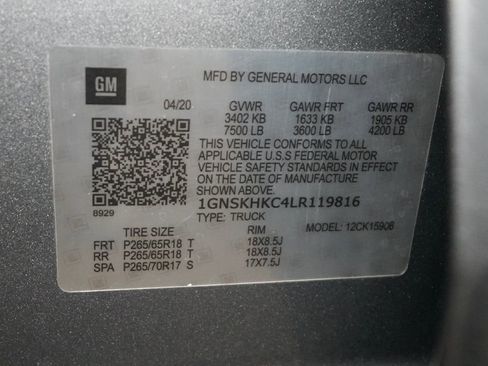 GM
MFD BY GENERAL MOTORS LLC
04/20 GVWR GAWR FRT GAWR RR
3402 KB 1633 KB 1905 KB
7500 LB 3600 LB 4200 LB
THIS VEHICLE CONFORMS TO ALL
APPLICABLE U.S.S FEDERAL MOTOR
VEHICLE SAFETY STANDARDS IN EFFECT
ON THE DATE OF MANUFACTURE
SHOWN ABOVE.
8929 1GNSKHKC4LR119816
TYPE: TRUCK
TIRE SIZE RIM MODEL: 12CK15906
FRT P265/65R18 T 18X8.5J
RR P265/65R18 T 18X8.5J
SPA P265/70R17 S 17X7.5J